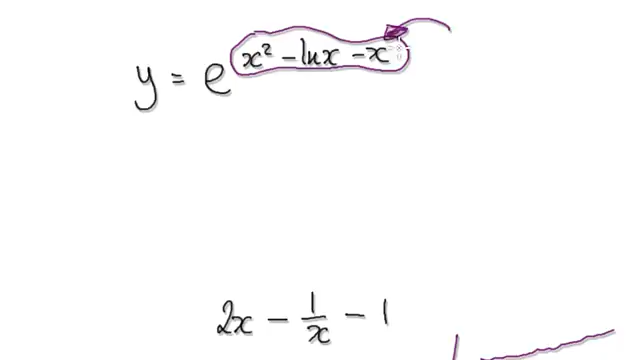 y = e^{x² - ln x - x}
2x - 1/x - 1